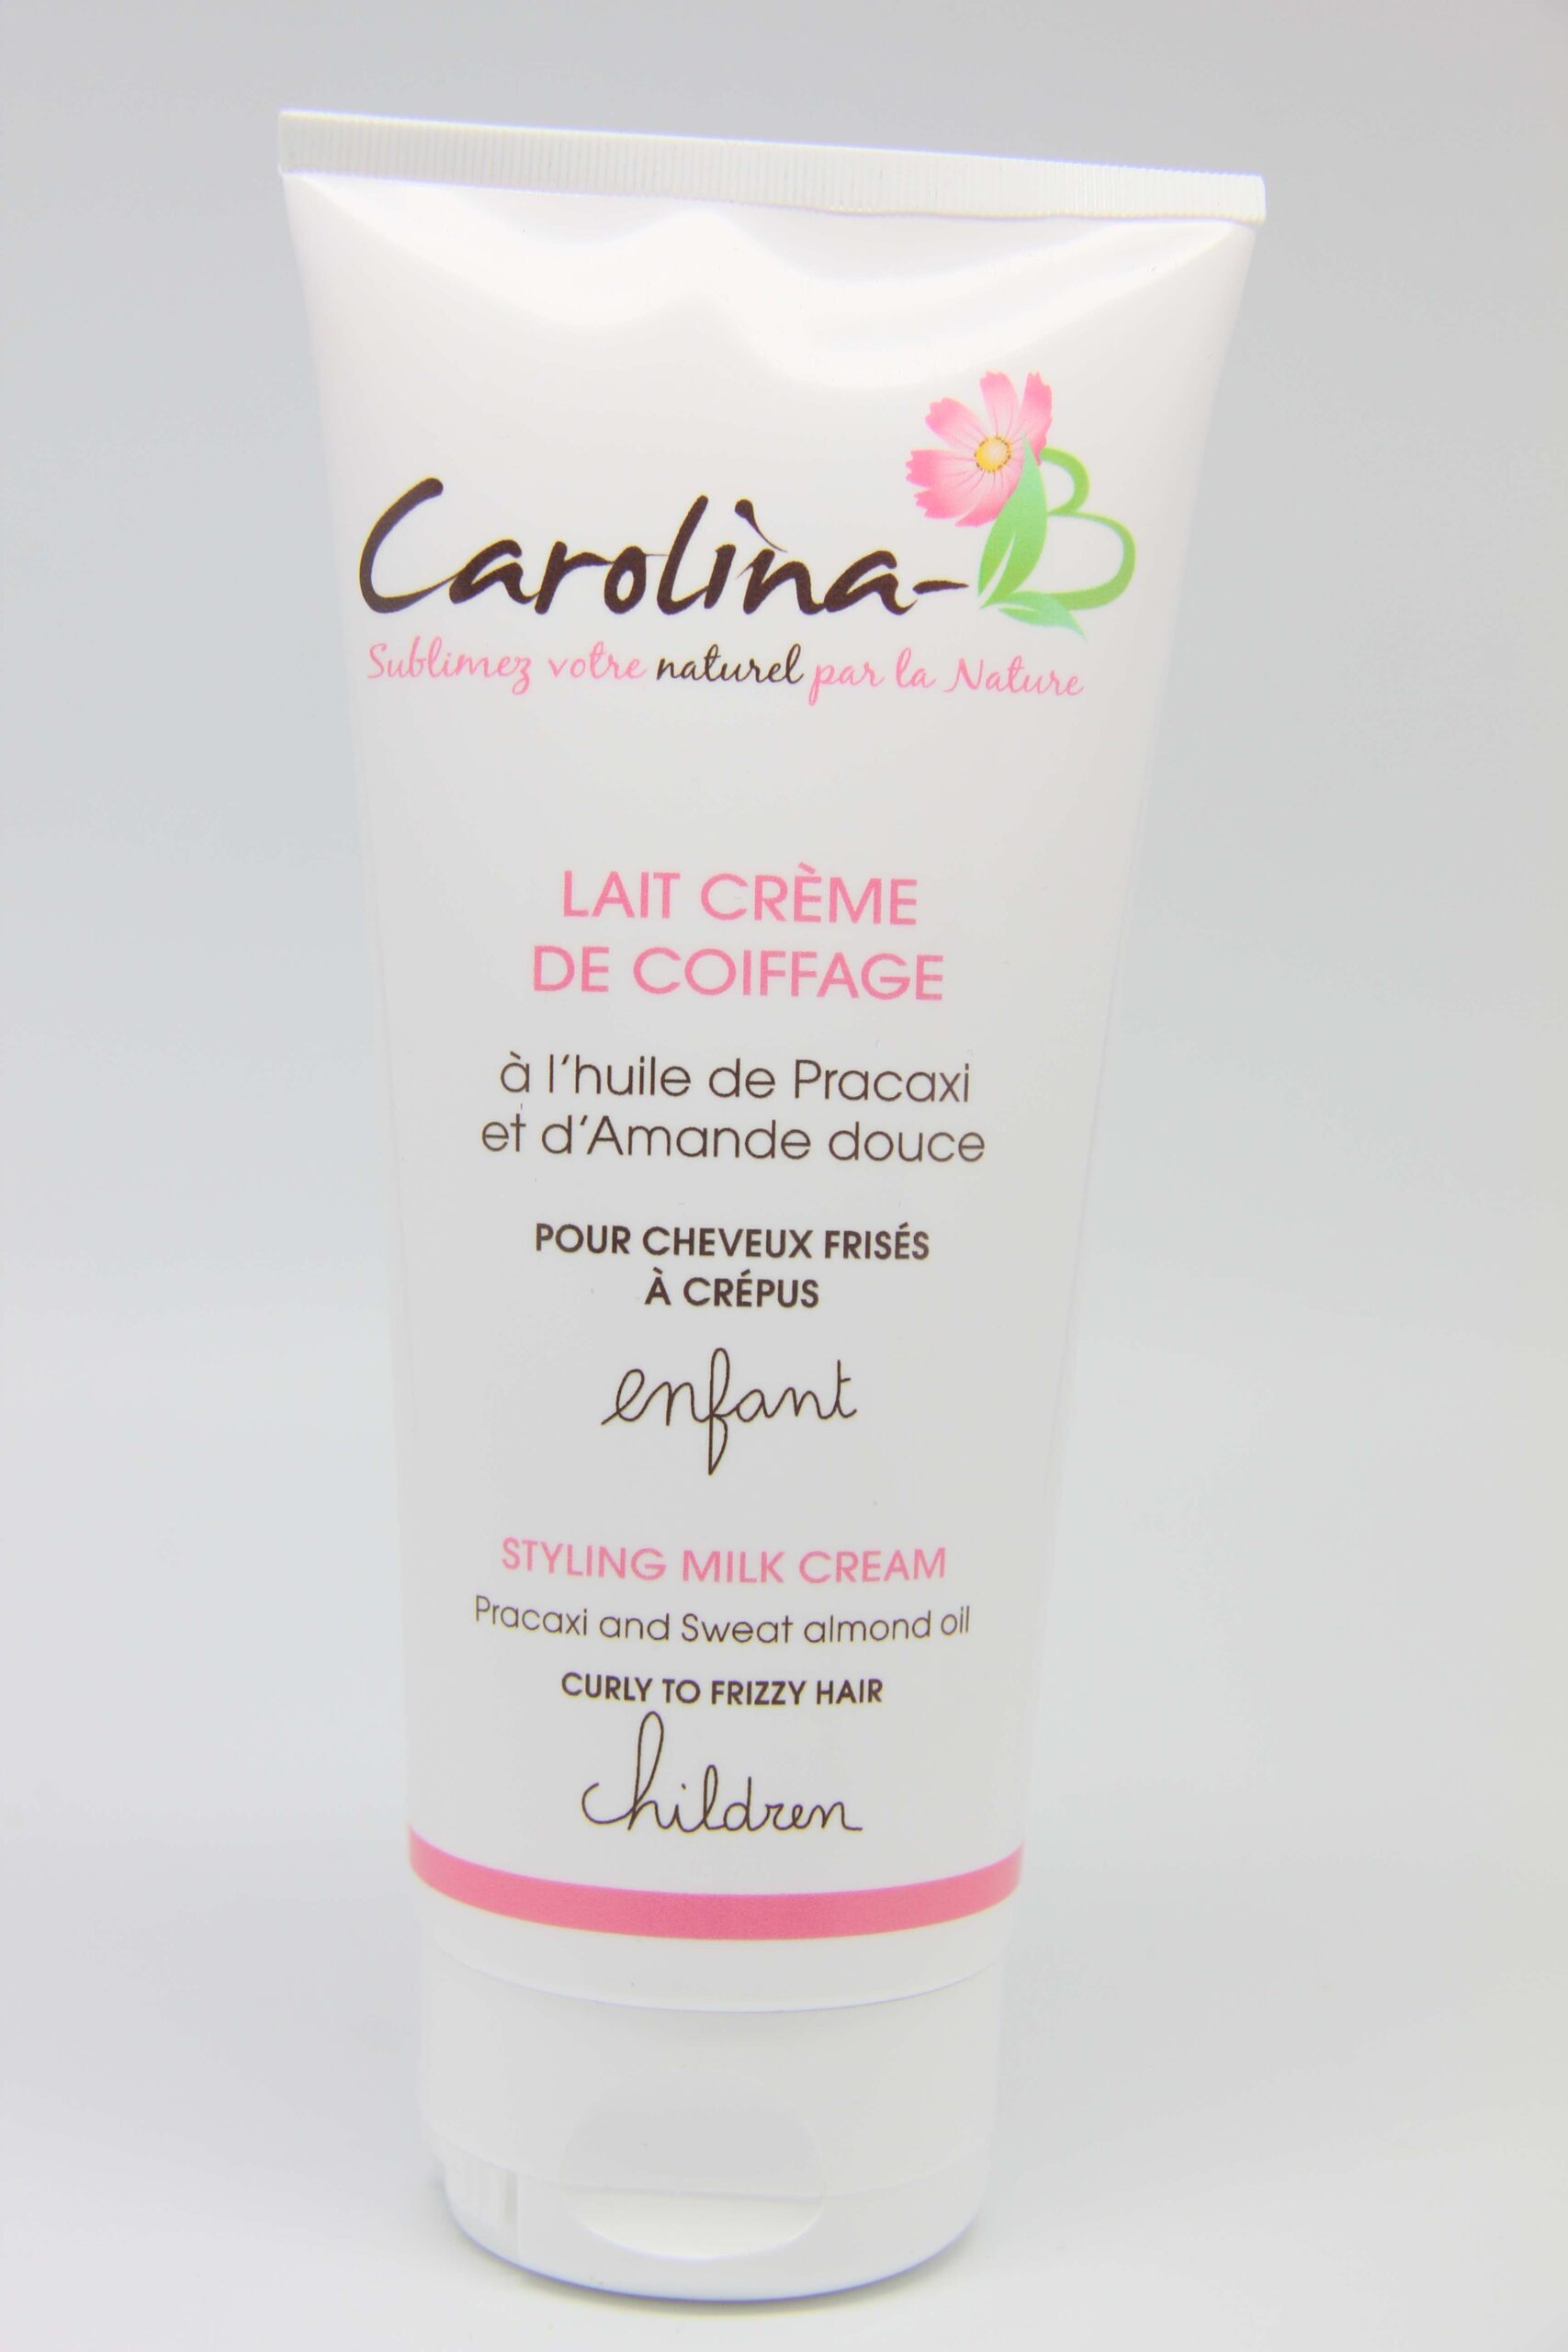 Carolina-B
Sublimez votre naturel par la Nature
LAIT CRÈME
DE COIFFAGE
à l'huile de Pracaxi
et d'Amande douce
POUR CHEVEUX FRISÉS
À CRÉPUS
enfant
STYLING MILK CREAM
Pracaxi and Sweat almond oil
CURLY TO FRIZZY HAIR
Children